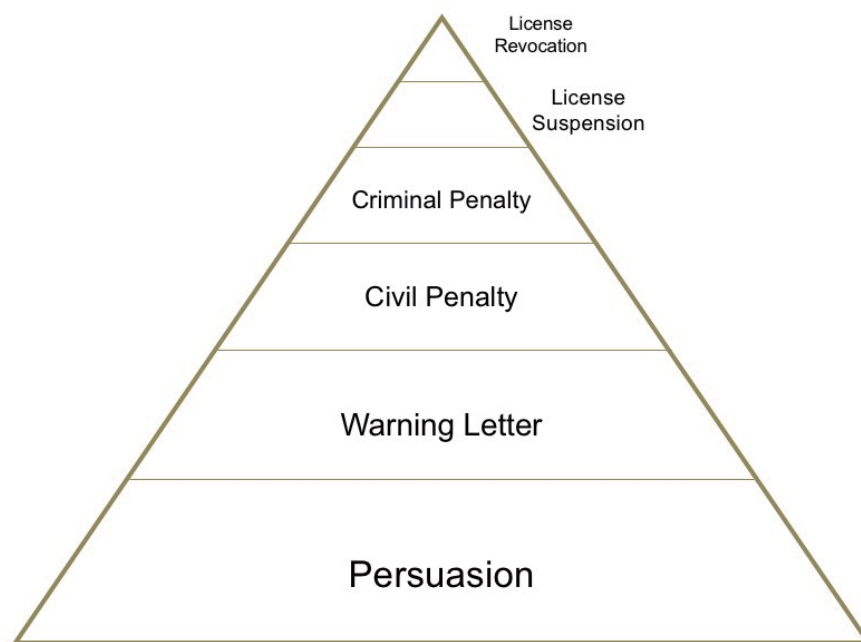 License
Revocation
License
Suspension
Criminal Penalty
Civil Penalty
Warning Letter
Persuasion